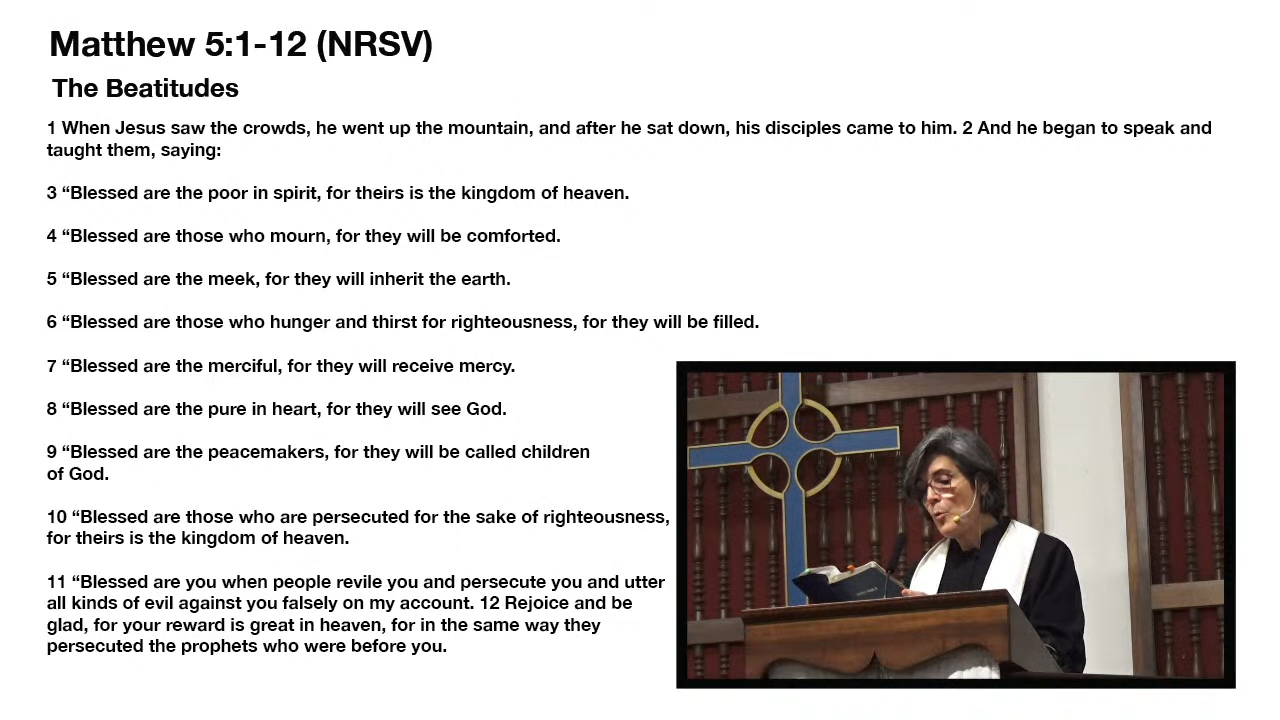 Matthew 5:1-12 (NRSV)
The Beatitudes
1 When Jesus saw the crowds, he went up the mountain, and after he sat down, his disciples came to him. 2 And he began to speak and
taught them, saying:
3 “Blessed are the poor in spirit, for theirs is the kingdom of heaven.
4 “Blessed are those who mourn, for they will be comforted.
5 “Blessed are the meek, for they will inherit the earth.
6 “Blessed are those who hunger and thirst for righteousness, for they will be filled.
7 “Blessed are the merciful, for they will receive mercy.
8 “Blessed are the pure in heart, for they will see God.
9 “Blessed are the peacemakers, for they will be called children
of God.
10 “Blessed are those who are persecuted for the sake of righteousness,
for theirs is the kingdom of heaven.
11 “Blessed are you when people revile you and persecute you and utter
all kinds of evil against you falsely on my account. 12 Rejoice and be
glad, for your reward is great in heaven, for in the same way they
persecuted the prophets who were before you.